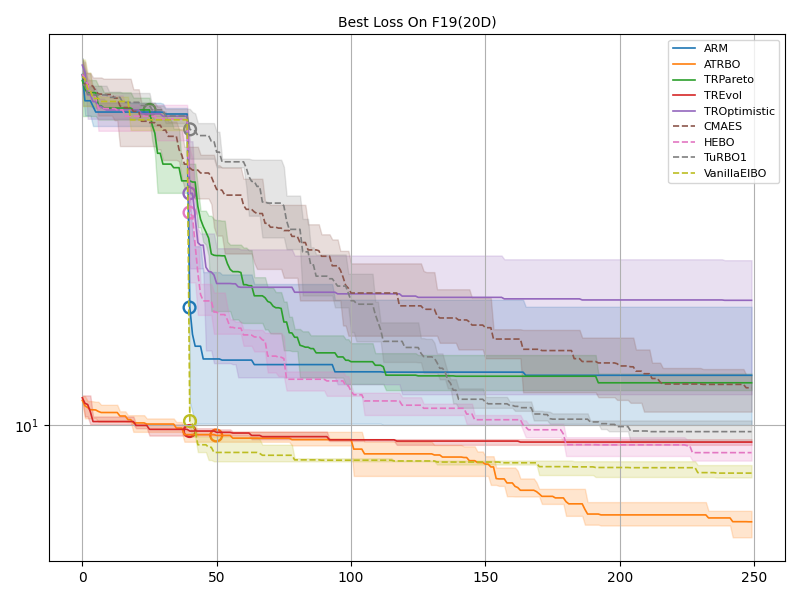 Best Loss On F19(20D)
ARM
ATRBO
TRPareto
TREvol
TROptimistic
CMAES
HEBO
TuRBO1
VanillaEIBO
10¹
0 50 100 150 200 250